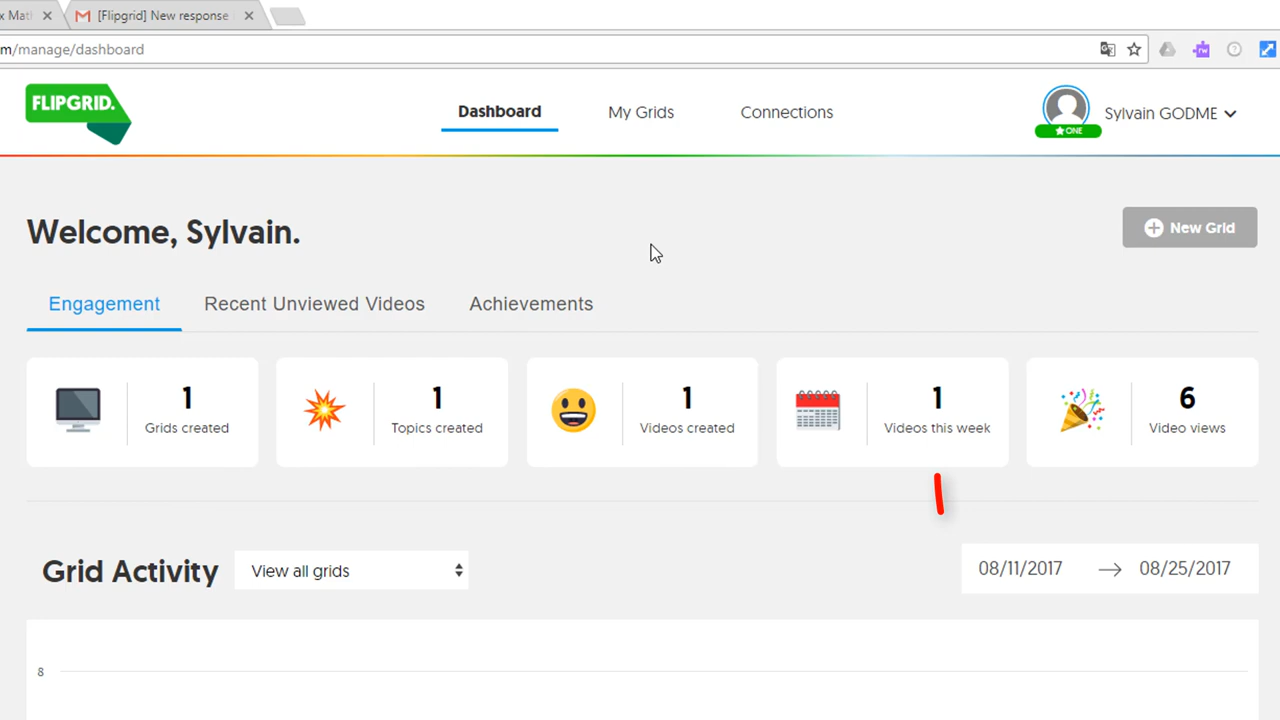 x Math
[Flipgrid] New response
m/manage/dashboard
FLIPGRID.
Dashboard
My Grids
Connections
ONE
Sylvain GODME
Welcome, Sylvain.
New Grid
Engagement
Recent Unviewed Videos
Achievements
1
Grids created
1
Topics created
1
Videos created
1
Videos this week
6
Video views
Grid Activity
View all grids
08/11/2017
08/25/2017
8